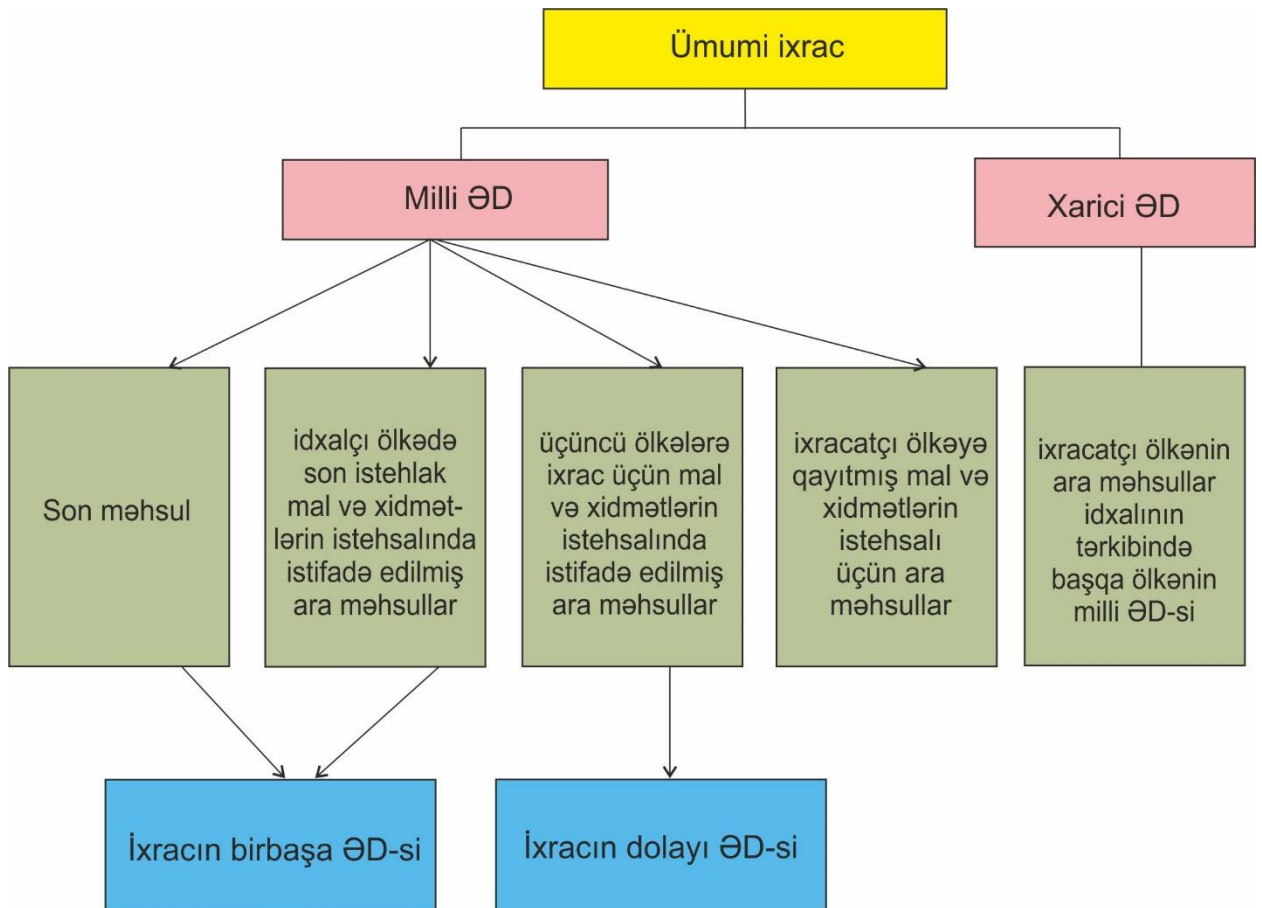 Ümumi ixrac
Milli ƏD
Xarici ƏD
Son məhsul
idxalçı ölkədə
son istehlak
mal və xidmət-
lərin istehsalında
istifadə edilmiş
ara məhsullar
üçüncü ölkələrə
ixrac üçün mal
və xidmətlərin
istehsalında
istifadə edilmiş
ara məhsullar
ixracatçı ölkəyə
qayıtmış mal və
xidmətlərin
istehsalı
üçün ara
məhsullar
ixracatçı ölkənin
ara məhsullar
idxalının
tərkibində
başqa ölkənin
milli ƏD-si
İxracın birbaşa ƏD-si
İxracın dolayı ƏD-si